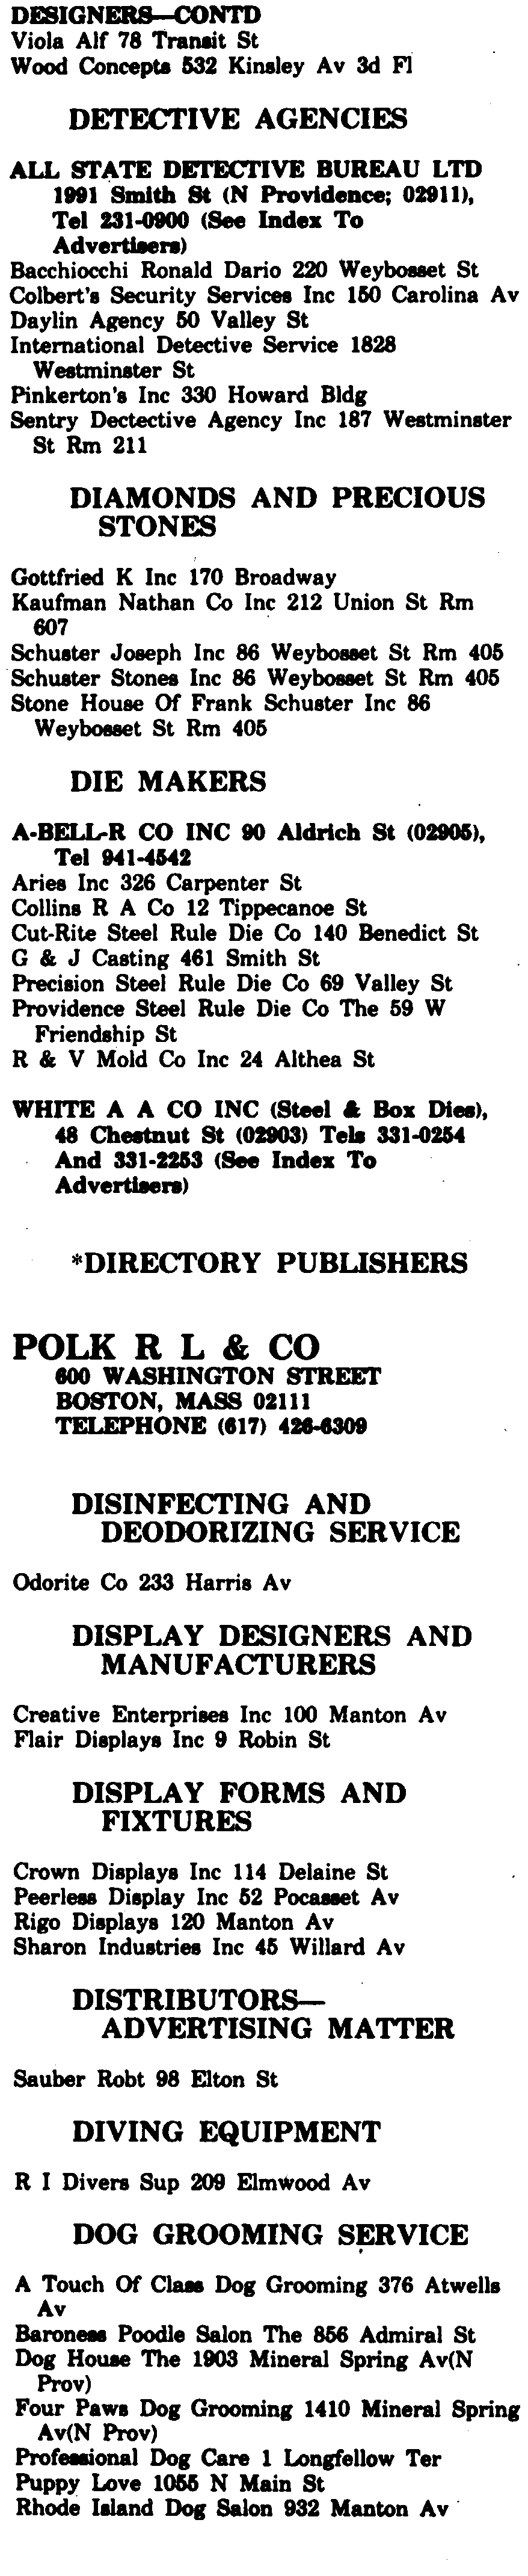 DESIGNERS—CONTD
Viola Alf 78 Transit St
Wood Concepts 532 Kinsley Av 3d Fl
DETECTIVE AGENCIES
ALL STATE DETECTIVE BUREAU LTD
1991 Smith St (N Providence; 02911),
Tel 231-0900 (See Index To
Advertisers)
Bacchiocchi Ronald Dario 220 Weybosset St
Colbert's Security Services Inc 150 Carolina Av
Daylin Agency 50 Valley St
International Detective Service 1828
Westminster St
Pinkerton's Inc 330 Howard Bldg
Sentry Dectective Agency Inc 187 Westminster
St Rm 211
DIAMONDS AND PRECIOUS
STONES
Gottfried K Inc 170 Broadway
Kaufman Nathan Co Inc 212 Union St Rm
607
Schuster Joseph Inc 86 Weybosset St Rm 405
Schuster Stones Inc 86 Weybosset St Rm 405
Stone House Of Frank Schuster Inc 86
Weybosset St Rm 405
DIE MAKERS
A-BELL-R CO INC 90 Aldrich St (02905),
Tel 941-4542
Aries Inc 326 Carpenter St
Collins R A Co 12 Tippecanoe St
Cut-Rite Steel Rule Die Co 140 Benedict St
G & J Casting 461 Smith St
Precision Steel Rule Die Co 69 Valley St
Providence Steel Rule Die Co The 59 W
Friendship St
R & V Mold Co Inc 24 Althea St
WHITE A A CO INC (Steel & Box Dies),
48 Chestnut St (02903) Tels 331-0254
And 331-2253 (See Index To
Advertisers)
*DIRECTORY PUBLISHERS
POLK R L & CO
600 WASHINGTON STREET
BOSTON, MASS 02111
TELEPHONE (617) 426-6309
DISINFECTING AND
DEODORIZING SERVICE
Odorite Co 233 Harris Av
DISPLAY DESIGNERS AND
MANUFACTURERS
Creative Enterprises Inc 100 Manton Av
Flair Displays Inc 9 Robin St
DISPLAY FORMS AND
FIXTURES
Crown Displays Inc 114 Delaine St
Peerless Display Inc 52 Pocasset Av
Rigo Displays 120 Manton Av
Sharon Industries Inc 45 Willard Av
DISTRIBUTORS—
ADVERTISING MATTER
Sauber Robt 98 Elton St
DIVING EQUIPMENT
R I Divers Sup 209 Elmwood Av
DOG GROOMING SERVICE
A Touch Of Class Dog Grooming 376 Atwells
Av
Baroness Poodle Salon The 856 Admiral St
Dog House The 1903 Mineral Spring Av(N
Prov)
Four Paws Dog Grooming 1410 Mineral Spring
Av(N Prov)
Professional Dog Care 1 Longfellow Ter
Puppy Love 1055 N Main St
Rhode Island Dog Salon 932 Manton Av